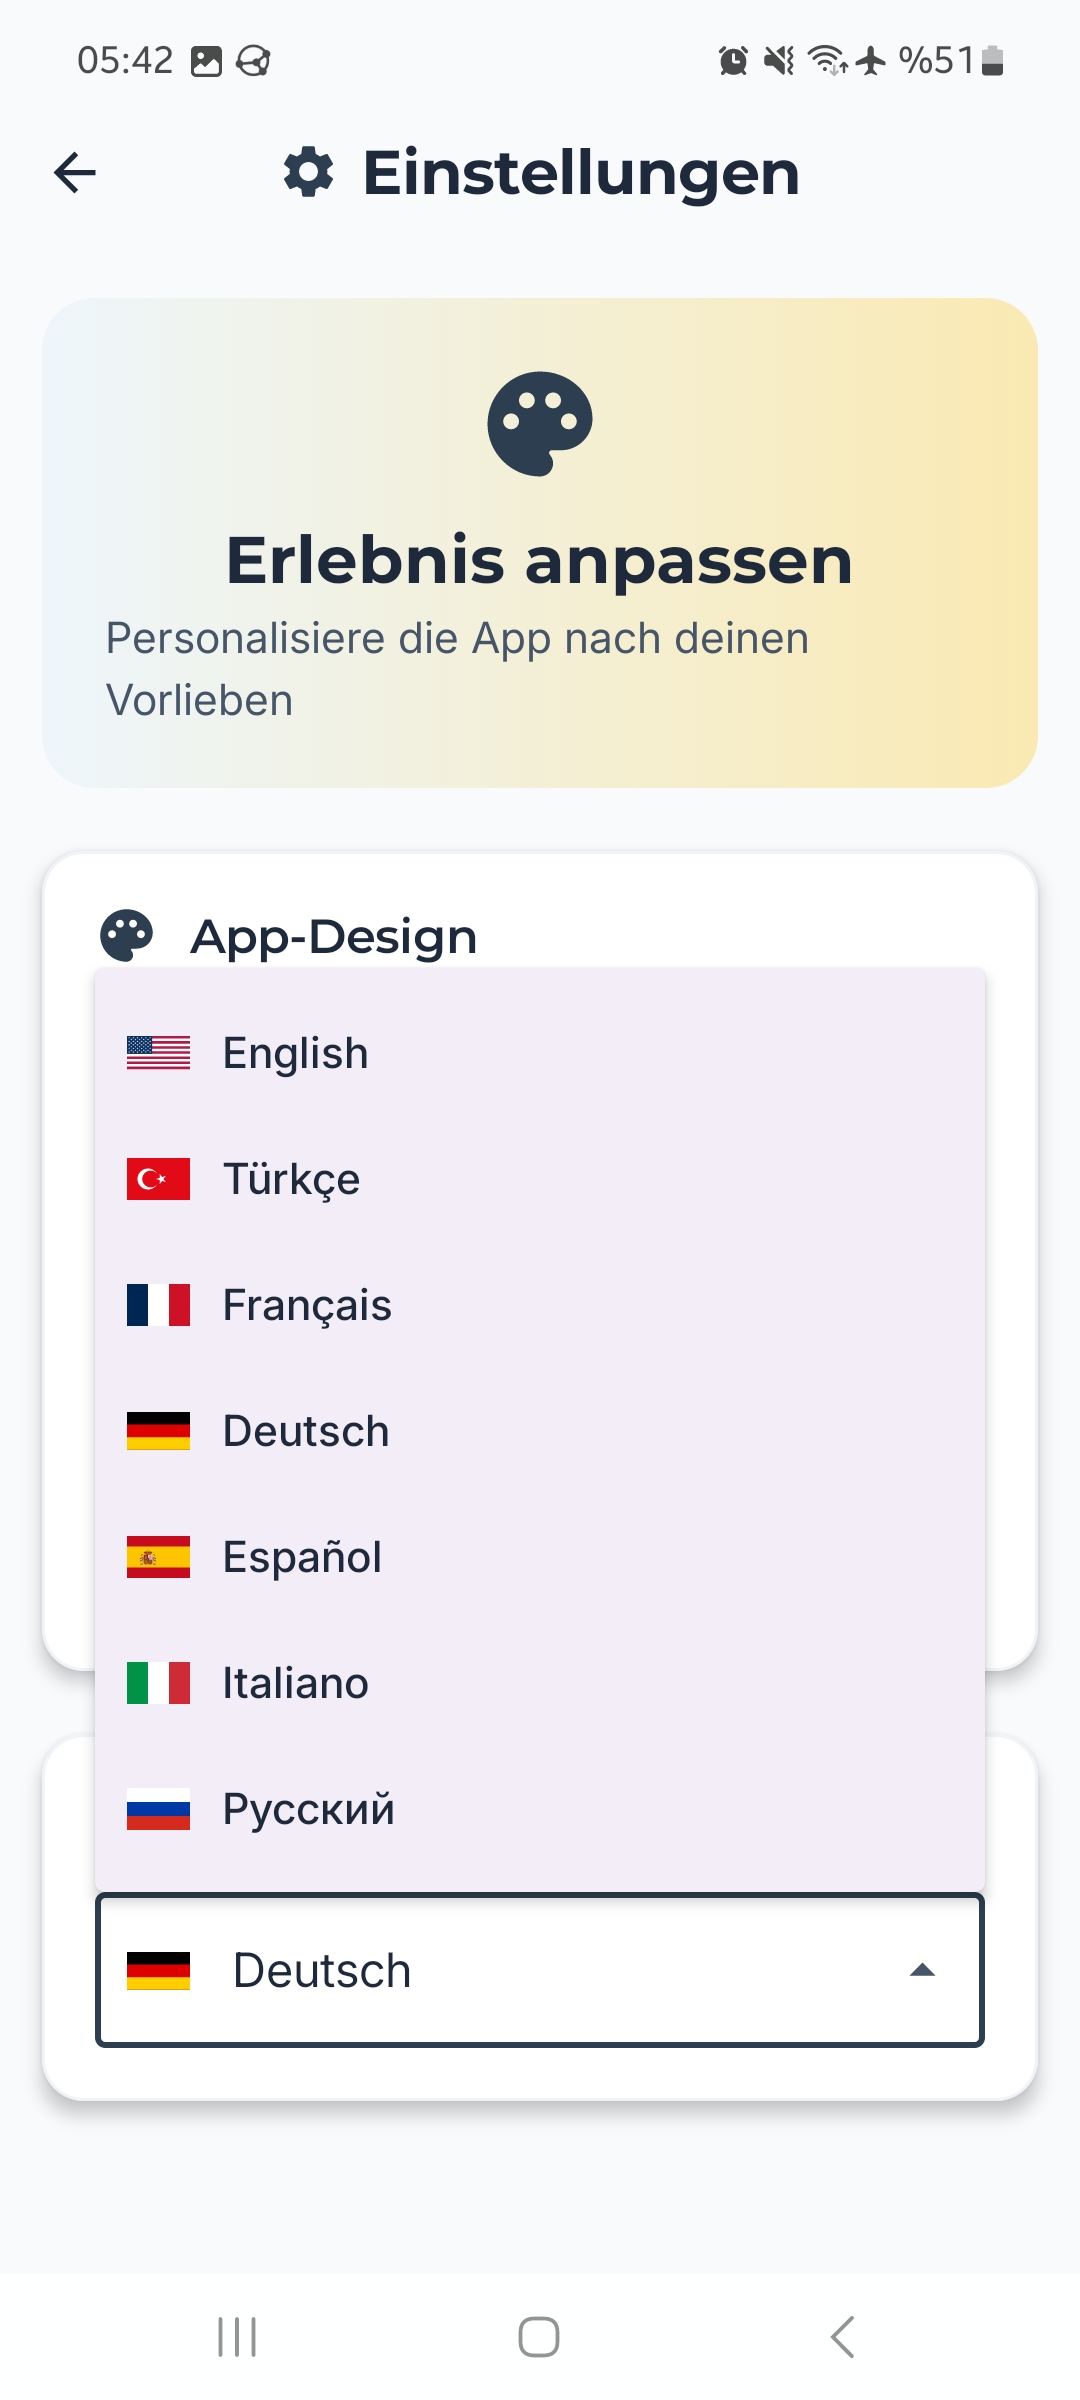 05:42 %51
Einstellungen
Erlebnis anpassen
Personalisiere die App nach deinen
Vorlieben
App-Design
English
Türkçe
Français
Deutsch
Español
Italiano
Русский
Deutsch